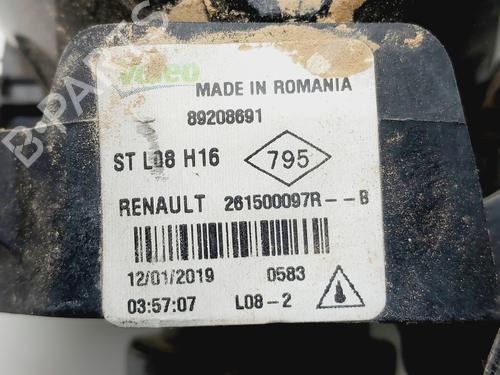 Valeo
MADE IN ROMANIA
89208691
ST L08 H16
795
RENAULT 261500097R--B
12/01/2019 0583
03:57:07 L08-2
B-PARTS